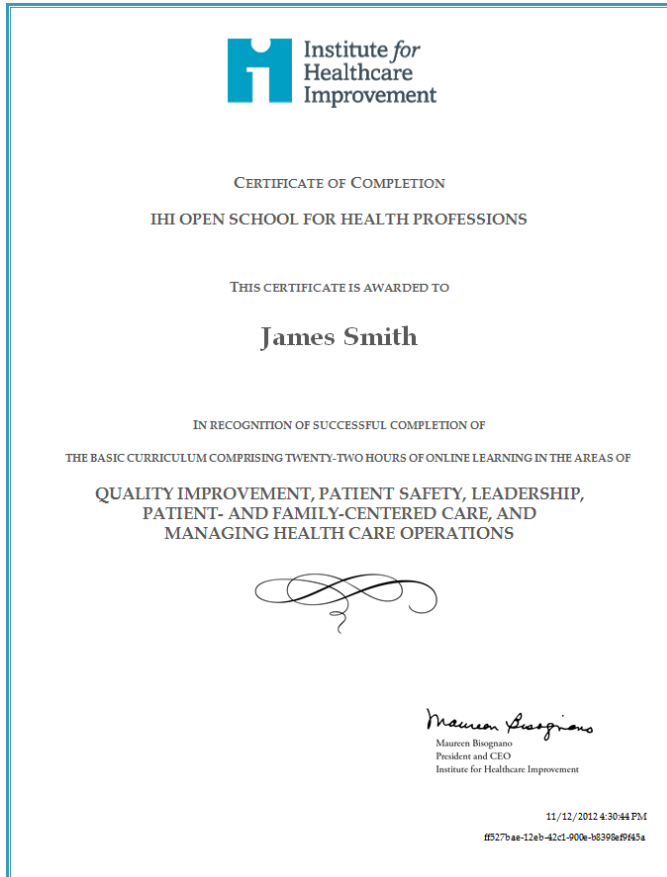 Institute for
Healthcare
Improvement
CERTIFICATE OF COMPLETION
IHI OPEN SCHOOL FOR HEALTH PROFESSIONS
THIS CERTIFICATE IS AWARDED TO
James Smith
IN RECOGNITION OF SUCCESSFUL COMPLETION OF
THE BASIC CURRICULUM COMPRISING TWENTY-TWO HOURS OF ONLINE LEARNING IN THE AREAS OF
QUALITY IMPROVEMENT, PATIENT SAFETY, LEADERSHIP,
PATIENT- AND FAMILY-CENTERED CARE, AND
MANAGING HEALTH CARE OPERATIONS
Maureen Bisognano
Maureen Bisognano
President and CEO
Institute for Healthcare Improvement
11/12/2012 4:30:44 PM
ff527bae-12eb-42c1-900e-b8398ef9f45a